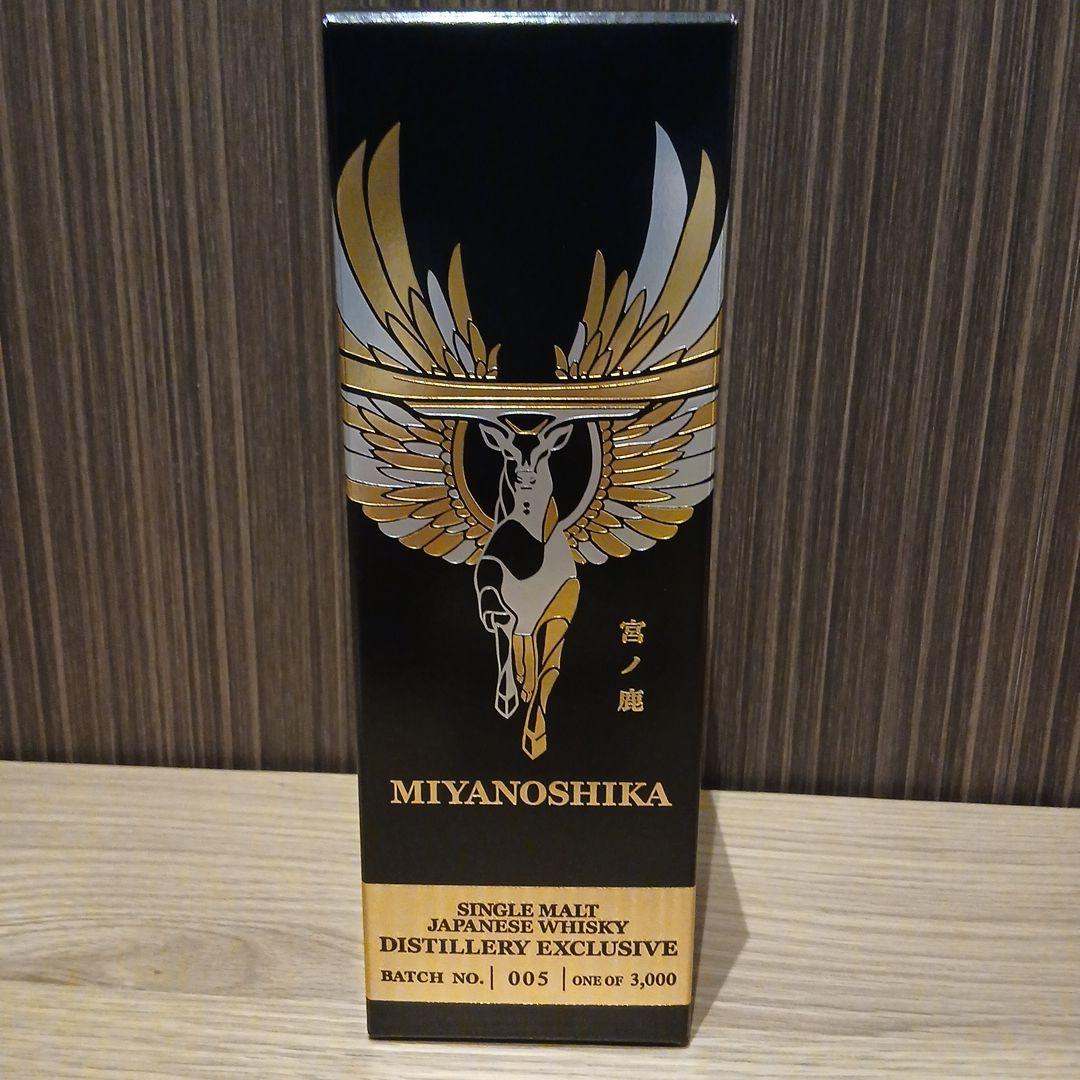 宮ノ鹿
MIYANOSHIKA
SINGLE MALT
JAPANESE WHISKY
DISTILLERY EXCLUSIVE
BATCH NO. | 005 | ONE OF 3,000